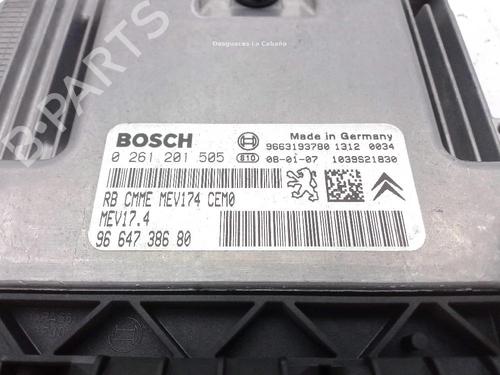 Desguaces La Cabaña
B-PARTS
Made in Germany
BOSCH 9663193780 1312 0034
0 261 201 505 810 08-01-07 1039S21830
RB CMME MEV174 CEM0
MEV17.4
96 647 386 80